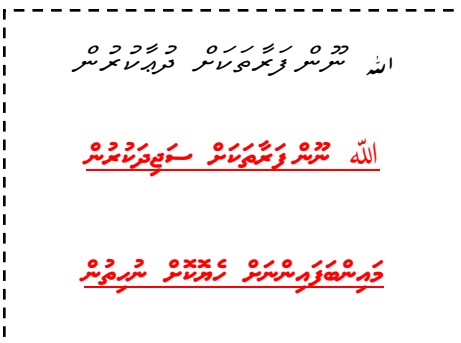 الله ނޫން ފަރާތަކަށް ދުޢާކުރުން
الله ނޫން ފަރާތަކަށް ސަޖިދަކުރުން
މައިންބަފައިންނަށް ހެޔޮކޮށް ނުހިތުން